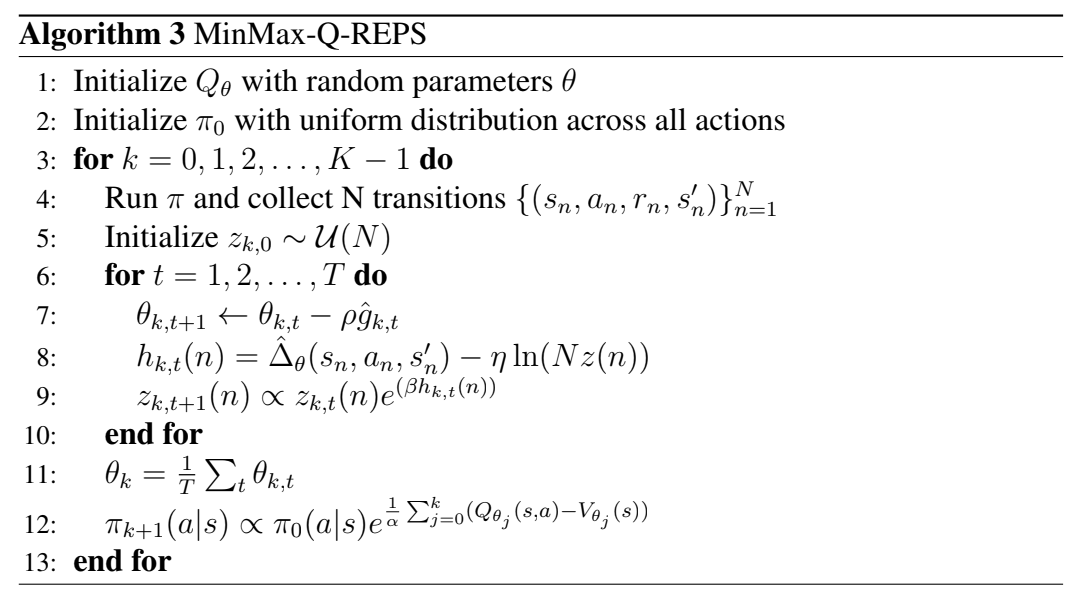 Algorithm 3 MinMax-Q-REPS
1: Initialize $Q_\theta$ with random parameters $\theta$
2: Initialize $\pi_0$ with uniform distribution across all actions
3: for $k = 0, 1, 2, \ldots, K - 1$ do
4: Run $\pi$ and collect N transitions $\{(s_n, a_n, r_n, s'_n)\}_{n=1}^{N}$
5: Initialize $z_{k,0} \sim \mathcal{U}(N)$
6: for $t = 1, 2, \ldots, T$ do
7: $\theta_{k,t+1} \leftarrow \theta_{k,t} - \rho \hat{g}_{k,t}$
8: $h_{k,t}(n) = \hat{\Delta}_\theta(s_n, a_n, s'_n) - \eta \ln(Nz(n))$
9: $z_{k,t+1}(n) \propto z_{k,t}(n) e^{(\beta h_{k,t}(n))}$
10: end for
11: $\theta_k = \frac{1}{T} \sum_t \theta_{k,t}$
12: $\pi_{k+1}(a|s) \propto \pi_0(a|s) e^{\frac{1}{\alpha} \sum_{j=0}^{k} (Q_{\theta_j}(s,a) - V_{\theta_j}(s))}$
13: end for